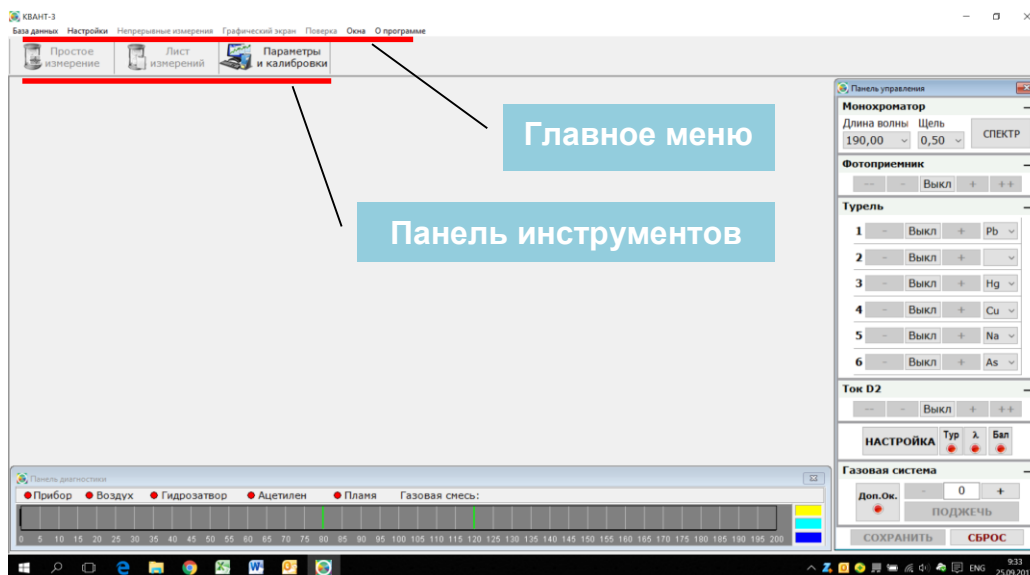 КВАНТ-3
База данных Настройки Непрерывные измерения Графический экран Поверка Окна О программе
Простое измерение
Лист измерений
Параметры и калибровки
Главное меню
Панель инструментов
Панель управления
Монохроматор
Длина волны Щель
190,00 0,50 СПЕКТР
Фотоприемник
-- - Выкл + ++
Турель
1 - Выкл + Pb
2 - Выкл +
3 - Выкл + Hg
4 - Выкл + Cu
5 - Выкл + Na
6 - Выкл + As
Ток D2
-- - Выкл + ++
НАСТРОЙКА Тур λ Бал
Газовая система
Доп.Ок. - 0 +
ПОДЖЕЧЬ
СОХРАНИТЬ СБРОС
Панель диагностики
Прибор Воздух Гидрозатвор Ацетилен Пламя Газовая смесь:
0 5 10 15 20 25 30 35 40 45 50 55 60 65 70 75 80 85 90 95 100 105 110 115 120 125 130 135 140 145 150 155 160 165 170 175 180 185 190 195 200
ENG 9:33